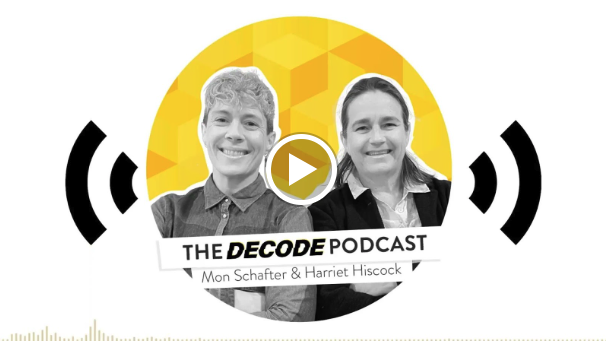 THE DECODE PODCAST
Mon Schafter & Harriet Hiscock